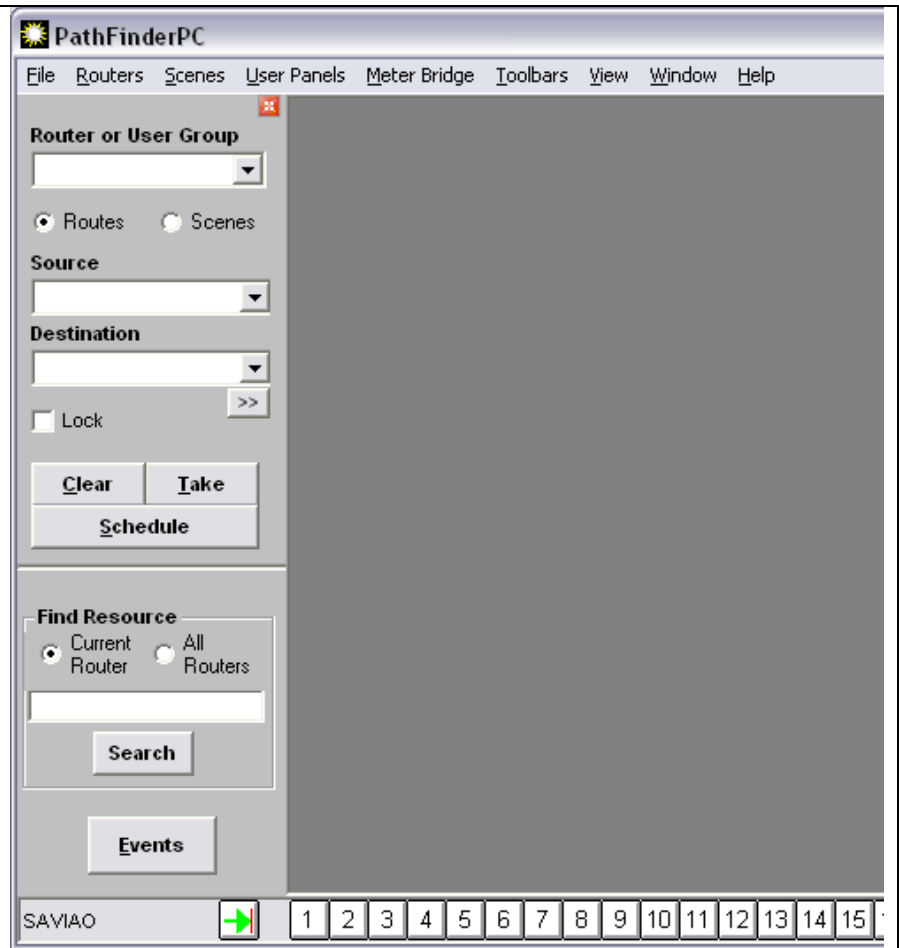 PathFinderPC
File Routers Scenes User Panels Meter Bridge Toolbars View Window Help
Router or User Group
Routes Scenes
Source
Destination
>>
Lock
Clear Take
Schedule
Find Resource
Current Router All Routers
Search
Events
SAVIAO 1 2 3 4 5 6 7 8 9 10 11 12 13 14 15